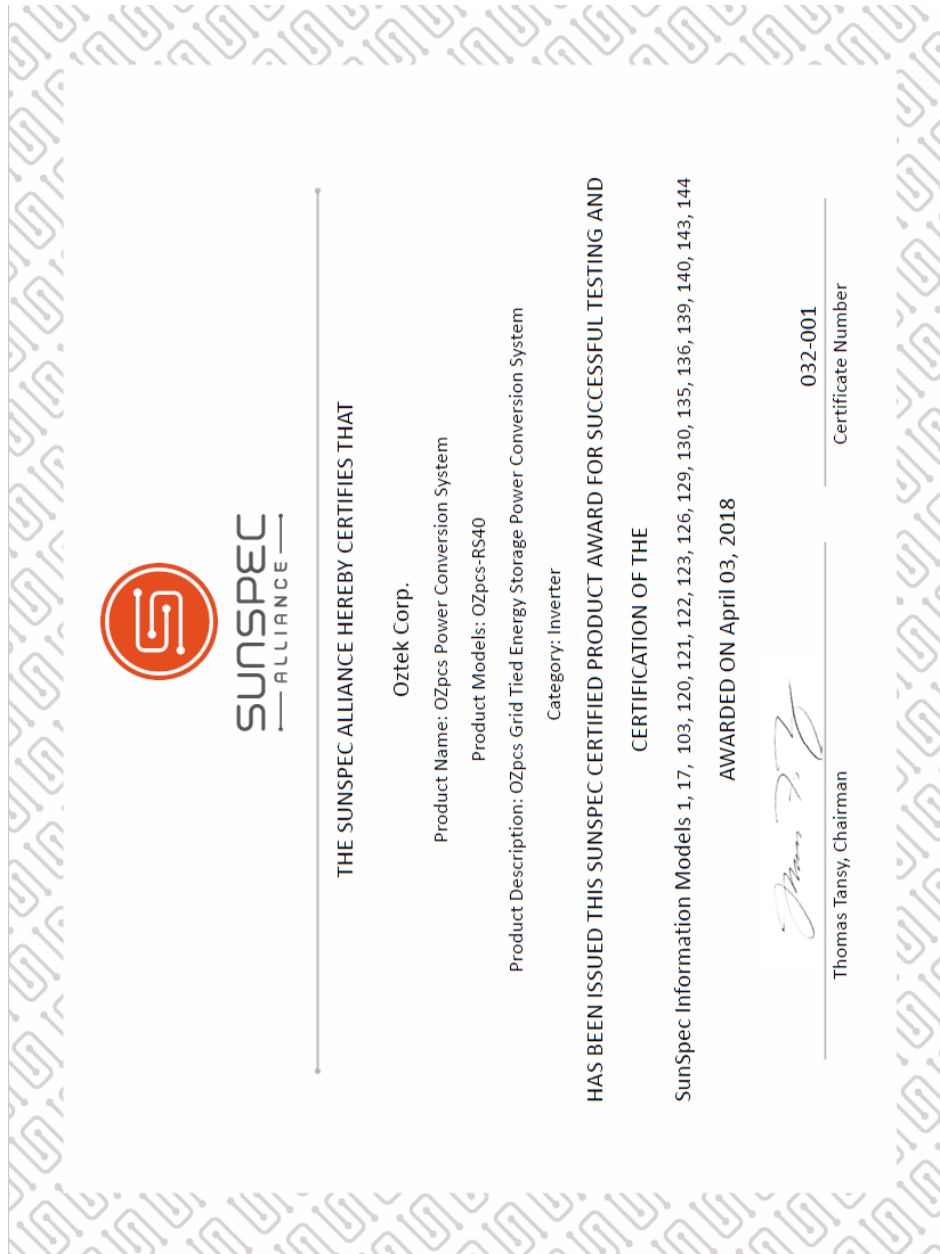 SUNSPEC
ALLIANCE
THE SUNSPEC ALLIANCE HEREBY CERTIFIES THAT
Oztek Corp.
Product Name: OZpcs Power Conversion System
Product Models: OZpcs-RS40
Product Description: OZpcs Grid Tied Energy Storage Power Conversion System
Category: Inverter
HAS BEEN ISSUED THIS SUNSPEC CERTIFIED PRODUCT AWARD FOR SUCCESSFUL TESTING AND
CERTIFICATION OF THE
SunSpec Information Models 1, 17, 103, 120, 121, 122, 123, 126, 129, 130, 135, 136, 139, 140, 143, 144
AWARDED ON April 03, 2018
032-001
Thomas Tansy, Chairman
Certificate Number